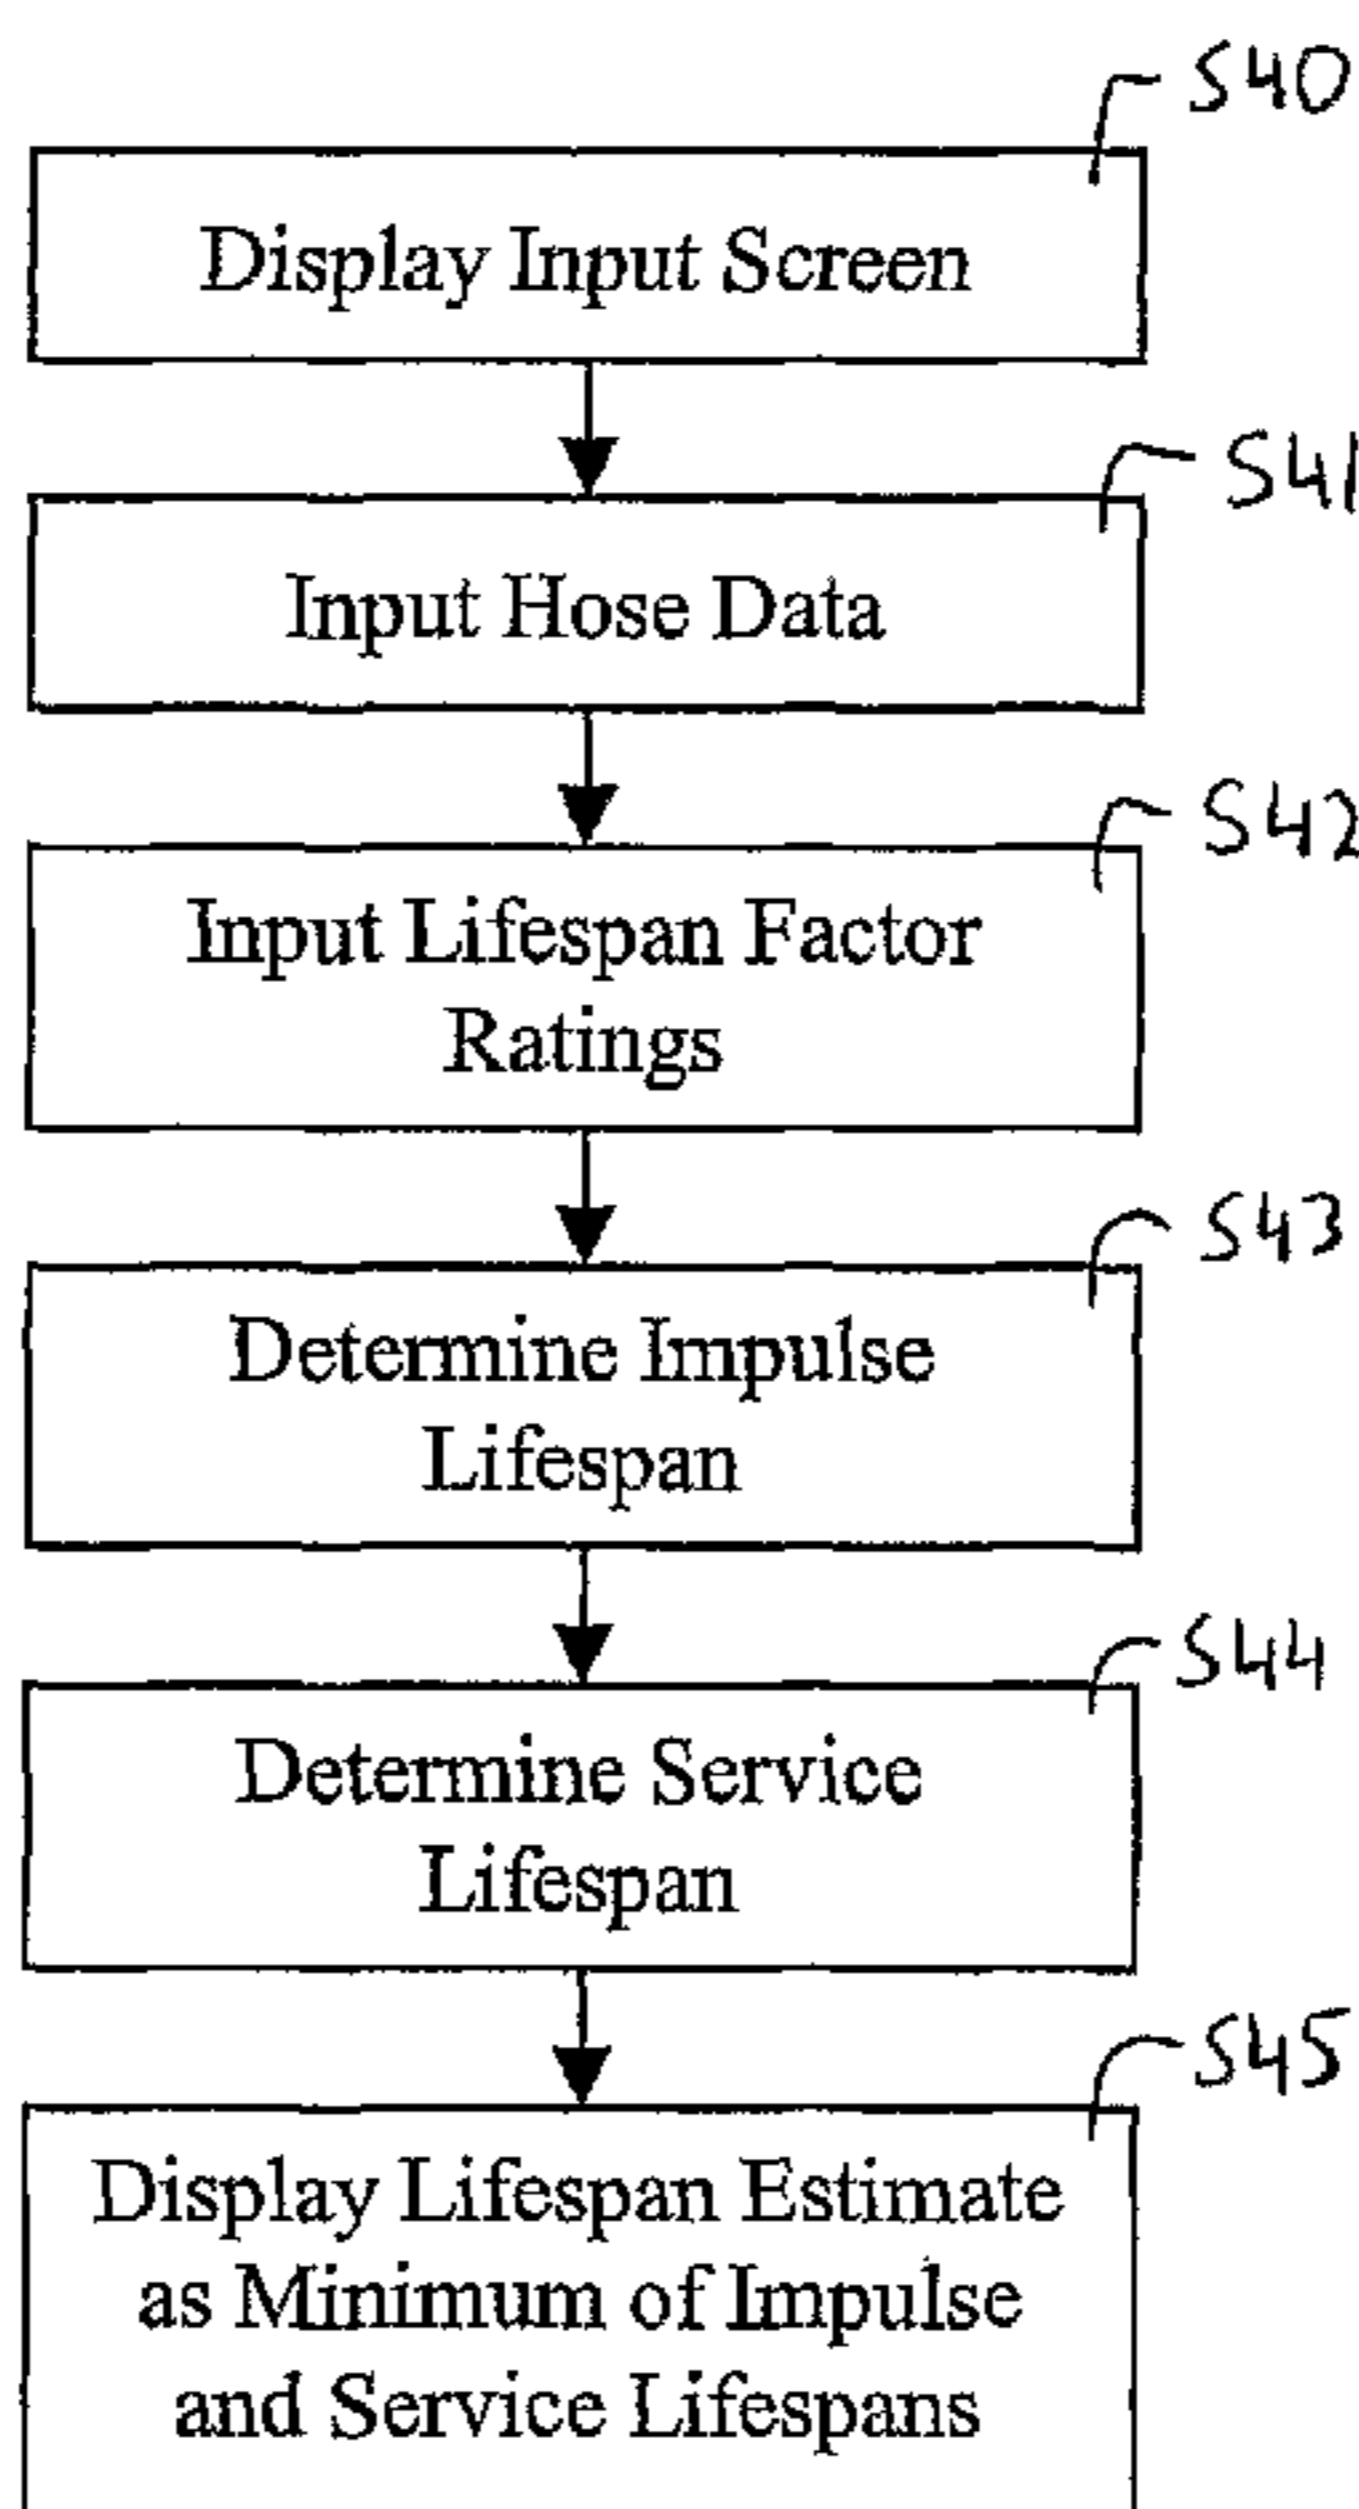 S40
Display Input Screen
S41
Input Hose Data
S42
Input Lifespan Factor
Ratings
S43
Determine Impulse
Lifespan
S44
Determine Service
Lifespan
S45
Display Lifespan Estimate
as Minimum of Impulse
and Service Lifespans